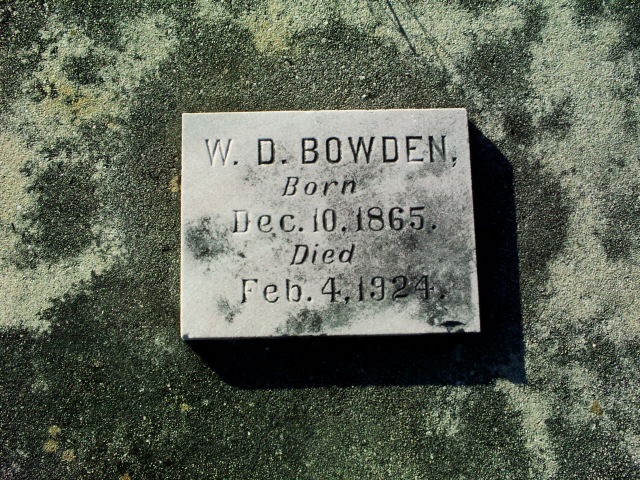 W. D. BOWDEN,
Born
Dec. 10, 1865.
Died
Feb. 4, 1924.